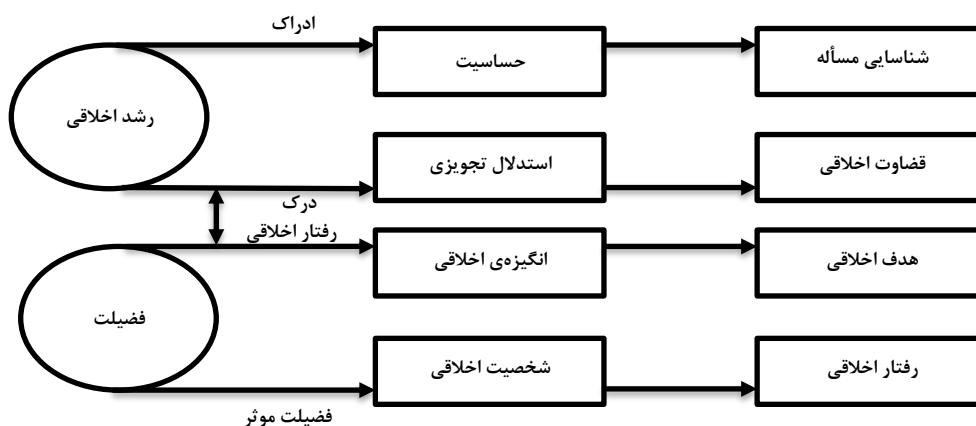 ادراک
شناسایی مسأله
حساسیت
رشد اخلاقی
قضاوت اخلاقی
استدلال تجویزی
درک
رفتار اخلاقی
هدف اخلاقی
انگیزه‌ی اخلاقی
فضیلت
رفتار اخلاقی
شخصیت اخلاقی
فضیلت موثر